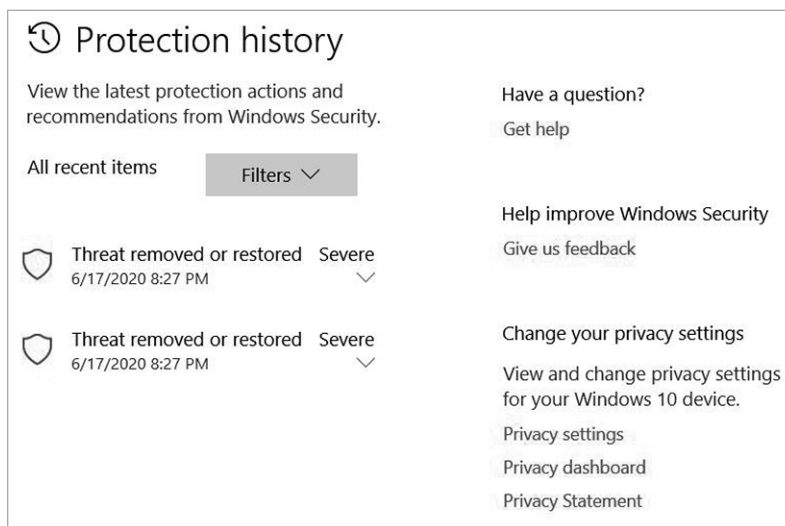 Protection history
View the latest protection actions and
recommendations from Windows Security.
All recent items
Filters
Threat removed or restored Severe
6/17/2020 8:27 PM
Threat removed or restored Severe
6/17/2020 8:27 PM
Have a question?
Get help
Help improve Windows Security
Give us feedback
Change your privacy settings
View and change privacy settings
for your Windows 10 device.
Privacy settings
Privacy dashboard
Privacy Statement